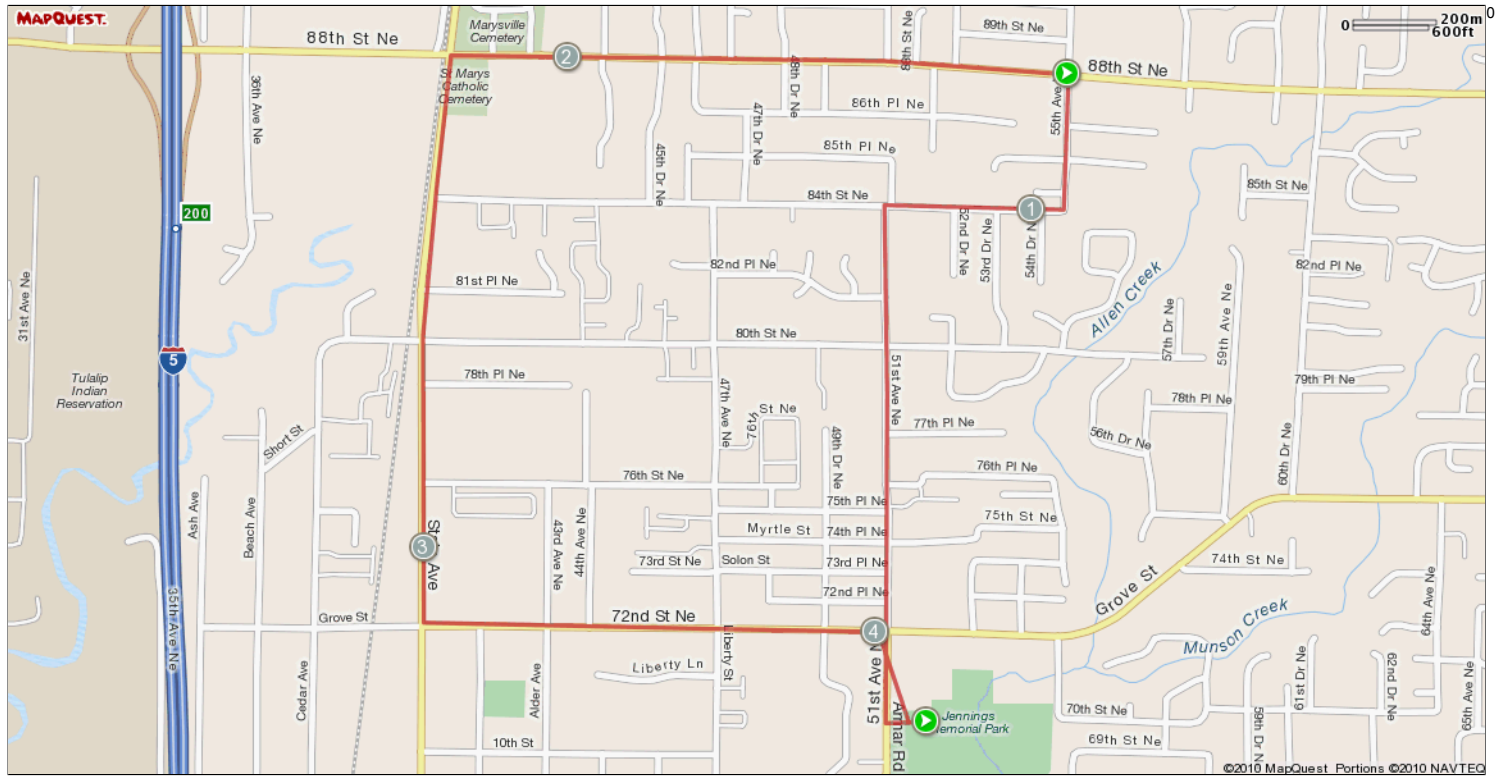 MAPQUEST.
0
0
200m
600ft
88th St Ne
Marysville
Cemetery
St Marys
Catholic
Cemetery
2
89th St Ne
88th St Ne
36th Ave Ne
48th Dr Ne
47th Dr Ne
45th Dr Ne
86th Pl Ne
85th Pl Ne
55th Ave
84th St Ne
1
85th St Ne
200
52nd Dr Ne
53rd Dr Ne
54th Dr Ne
82nd Pl Ne
82nd Pl Ne
81st Pl Ne
31st Ave Ne
Allen Creek
57th Dr Ne
59th Ave Ne
80th St Ne
5
Tulalip
Indian
Reservation
78th Pl Ne
51st Ave Ne
79th Pl Ne
78th Pl Ne
47th Ave Ne
76th St Ne
77th Pl Ne
56th Dr Ne
60th Dr Ne
Short St
49th Dr Ne
76th St Ne
76th Pl Ne
Ash Ave
Beach Ave
75th Pl Ne
75th St Ne
Myrtle St
74th Pl Ne
43rd Ave Ne
44th Ave Ne
3
Ave
73rd St Ne
Solon St
73rd Pl Ne
74th St Ne
72nd Pl Ne
Grove St
64th Ave Ne
35th Ave Ne
Grove St
72nd St Ne
4
Munson Creek
Liberty St
Liberty Ln
Cedar Ave
Alder Ave
51st Ave
Armar Rd
Jennings
Memorial Park
70th St Ne
69th St Ne
59th Dr Ne
61st Dr Ne
62nd Dr Ne
65th Ave Ne
10th St
©2010 MapQuest Portions ©2010 NAVTEQ